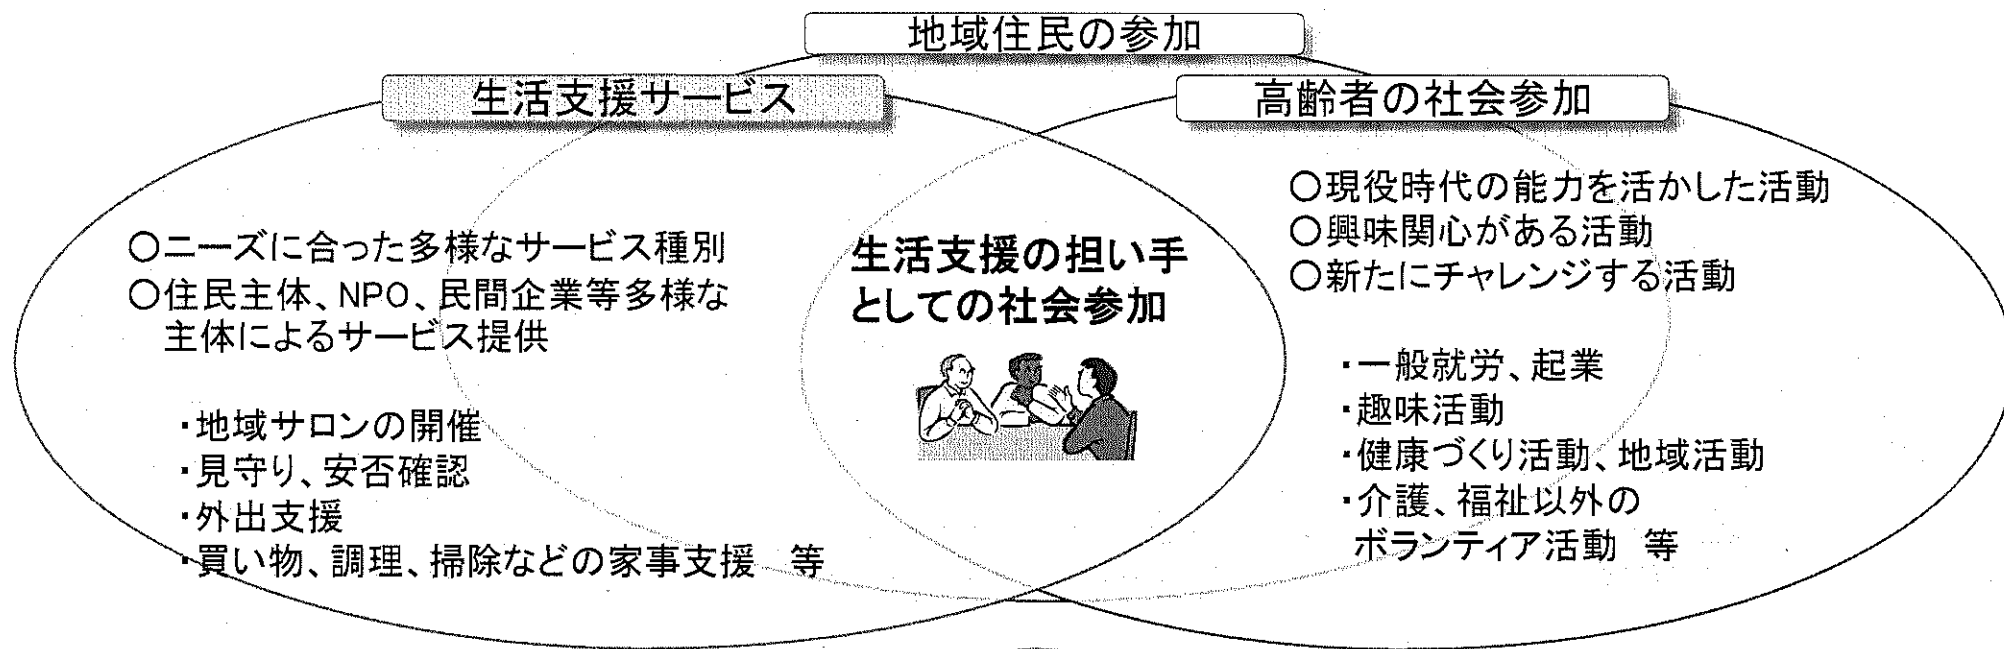 地域住民の参加
生活支援サービス
高齢者の社会参加
○ニーズに合った多様なサービス種別
○住民主体、NPO、民間企業等多様な
主体によるサービス提供
・地域サロンの開催
・見守り、安否確認
・外出支援
・買い物、調理、掃除などの家事支援　等
生活支援の担い手
としての社会参加
○現役時代の能力を活かした活動
○興味関心がある活動
○新たにチャレンジする活動
・一般就労、起業
・趣味活動
・健康づくり活動、地域活動
・介護、福祉以外の
ボランティア活動　等